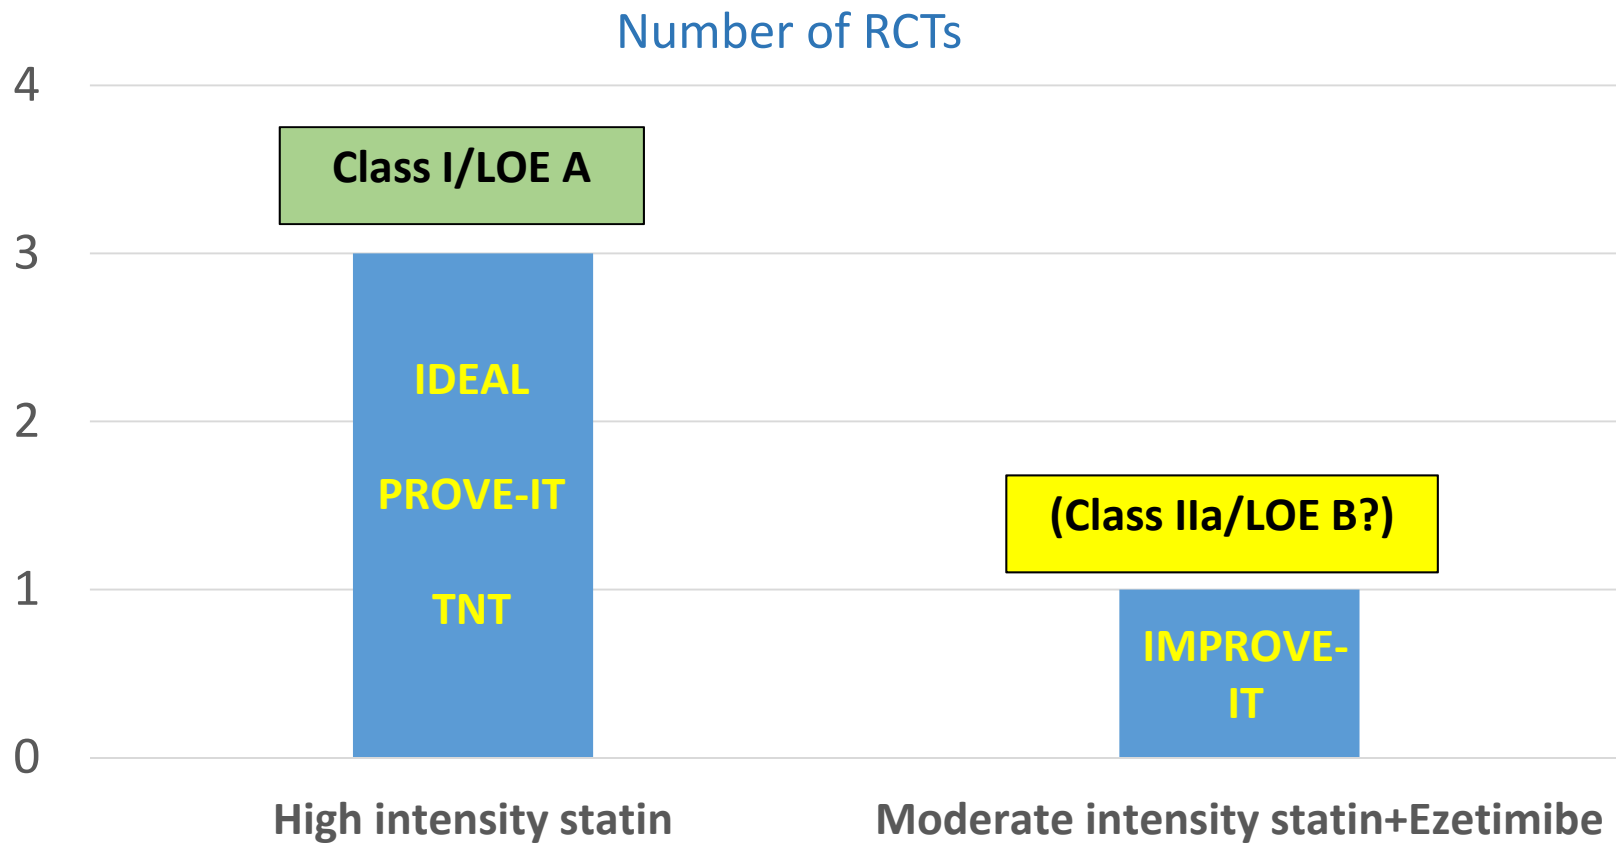 Number of RCTs
4
Class I/LOE A
3
IDEAL
2
PROVE-IT
(Class IIa/LOE B?)
1
TNT
IMPROVE-
IT
0
High intensity statin
Moderate intensity statin+Ezetimibe